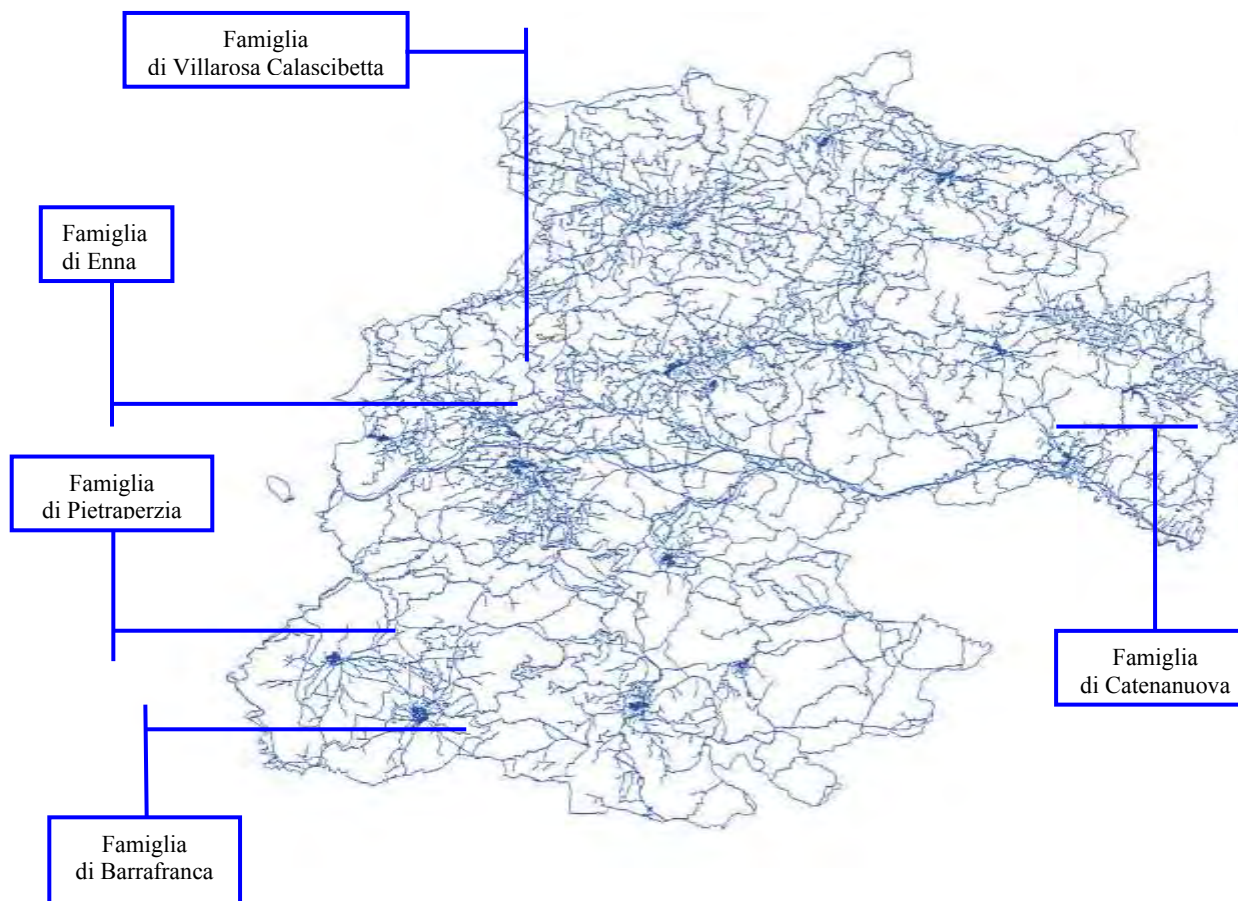 Famiglia
di Villarosa Calascibetta
Famiglia
di Enna
Famiglia
di Pietraperzia
Famiglia
di Catenanuova
Famiglia
di Barrafranca